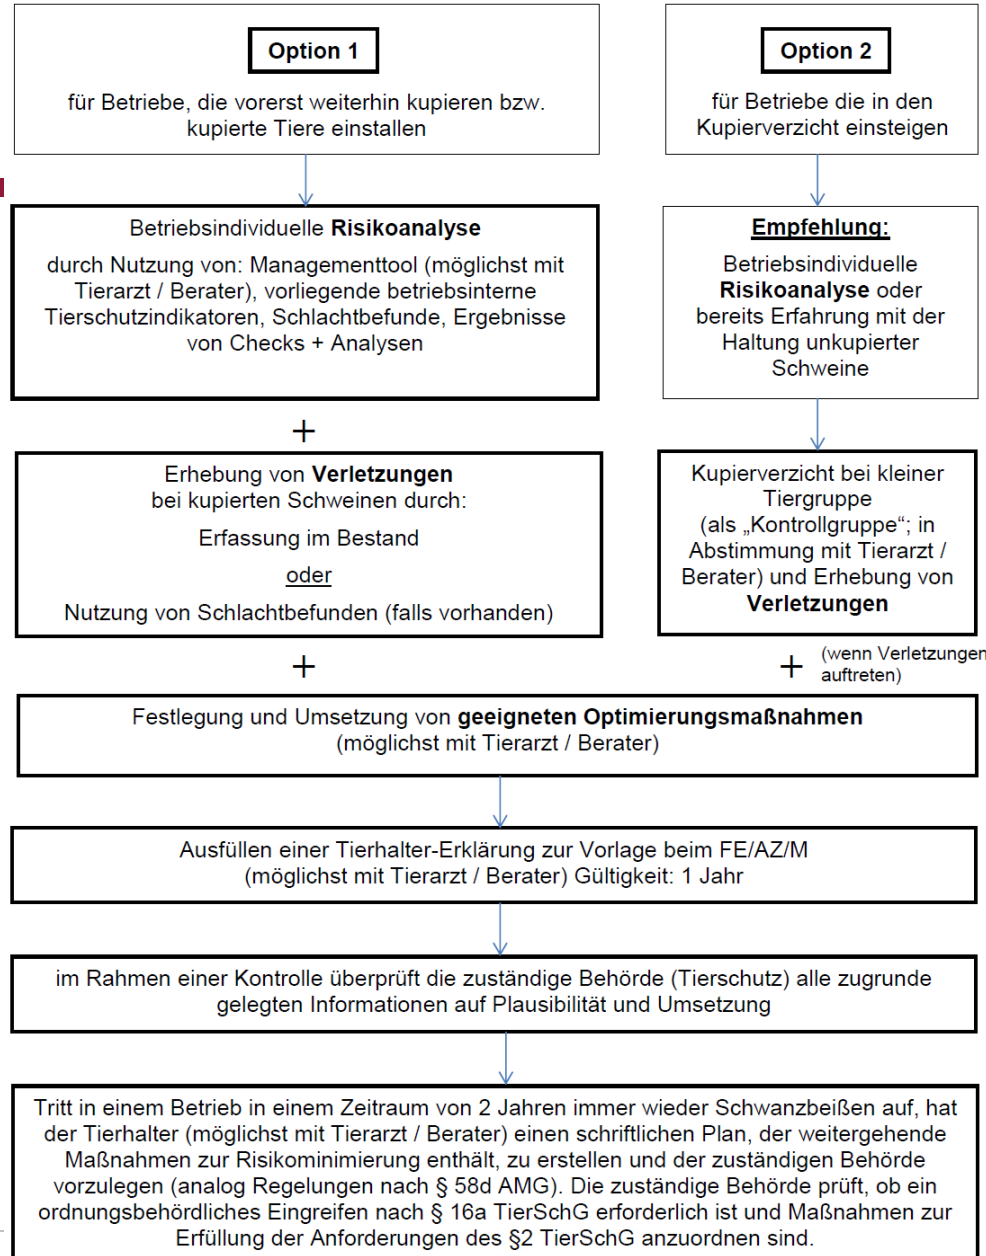 Option 1
für Betriebe, die vorerst weiterhin kupieren bzw.
kupierte Tiere einstallen
Option 2
für Betriebe die in den
Kupierverzicht einsteigen
Betriebsindividuelle Risikoanalyse
durch Nutzung von: Managementtool (möglichst mit
Tierarzt / Berater), vorliegende betriebsinterne
Tierschutzindikatoren, Schlachtbefunde, Ergebnisse
von Checks + Analysen
Empfehlung:
Betriebsindividuelle
Risikoanalyse oder
bereits Erfahrung mit der
Haltung unkupierter
Schweine
+
Erhebung von Verletzungen
bei kupierten Schweinen durch:
Erfassung im Bestand
oder
Nutzung von Schlachtbefunden (falls vorhanden)
Kupierverzicht bei kleiner
Tiergruppe
(als „Kontrollgruppe“; in
Abstimmung mit Tierarzt /
Berater) und Erhebung von
Verletzungen
+
+ (wenn Verletzungen
auftreten)
Festlegung und Umsetzung von geeigneten Optimierungsmaßnahmen
(möglichst mit Tierarzt / Berater)
Ausfüllen einer Tierhalter-Erklärung zur Vorlage beim FE/AZ/M
(möglichst mit Tierarzt / Berater) Gültigkeit: 1 Jahr
im Rahmen einer Kontrolle überprüft die zuständige Behörde (Tierschutz) alle zugrunde
gelegten Informationen auf Plausibilität und Umsetzung
Tritt in einem Betrieb in einem Zeitraum von 2 Jahren immer wieder Schwanzbeißen auf, hat
der Tierhalter (möglichst mit Tierarzt / Berater) einen schriftlichen Plan, der weitergehende
Maßnahmen zur Risikominimierung enthält, zu erstellen und der zuständigen Behörde
vorzulegen (analog Regelungen nach § 58d AMG). Die zuständige Behörde prüft, ob ein
ordnungsbehördliches Eingreifen nach § 16a TierSchG erforderlich ist und Maßnahmen zur
Erfüllung der Anforderungen des §2 TierSchG anzuordnen sind.